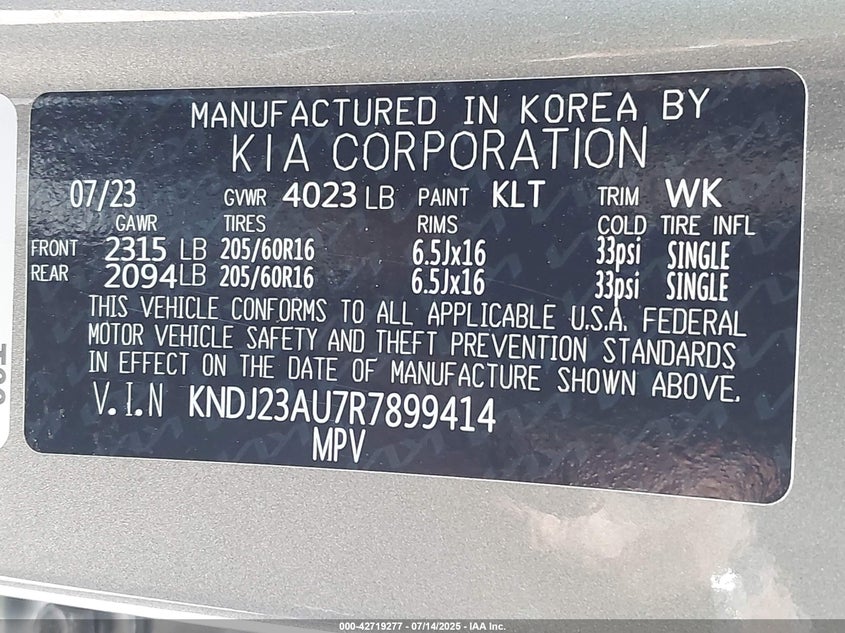 MANUFACTURED IN KOREA BY
KIA CORPORATION
07/23 GVWR 4023 LB PAINT KLT TRIM WK
GAWR TIRES RIMS COLD TIRE INFL
FRONT 2315 LB 205/60R16 6.5Jx16 33psi SINGLE
REAR 2094 LB 205/60R16 6.5Jx16 33psi SINGLE
THIS VEHICLE CONFORMS TO ALL APPLICABLE U.S.A. FEDERAL
MOTOR VEHICLE SAFETY AND THEFT PREVENTION STANDARDS
IN EFFECT ON THE DATE OF MANUFACTURE SHOWN ABOVE.
V.I.N KNDJ23AU7R7899414
MPV
000-42719277 - 07/14/2025 - IAA Inc.